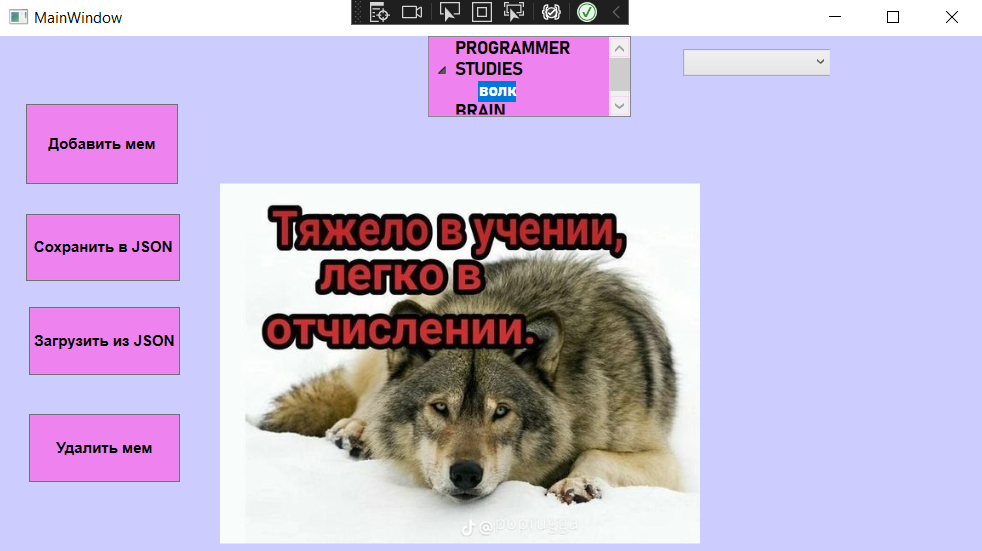 MainWindow
PROGRAMMER
STUDIES
волк
BRAIN
Добавить мем
Сохранить в JSON
Загрузить из JSON
Удалить мем
Тяжело в учении,
легко в
отчислении.